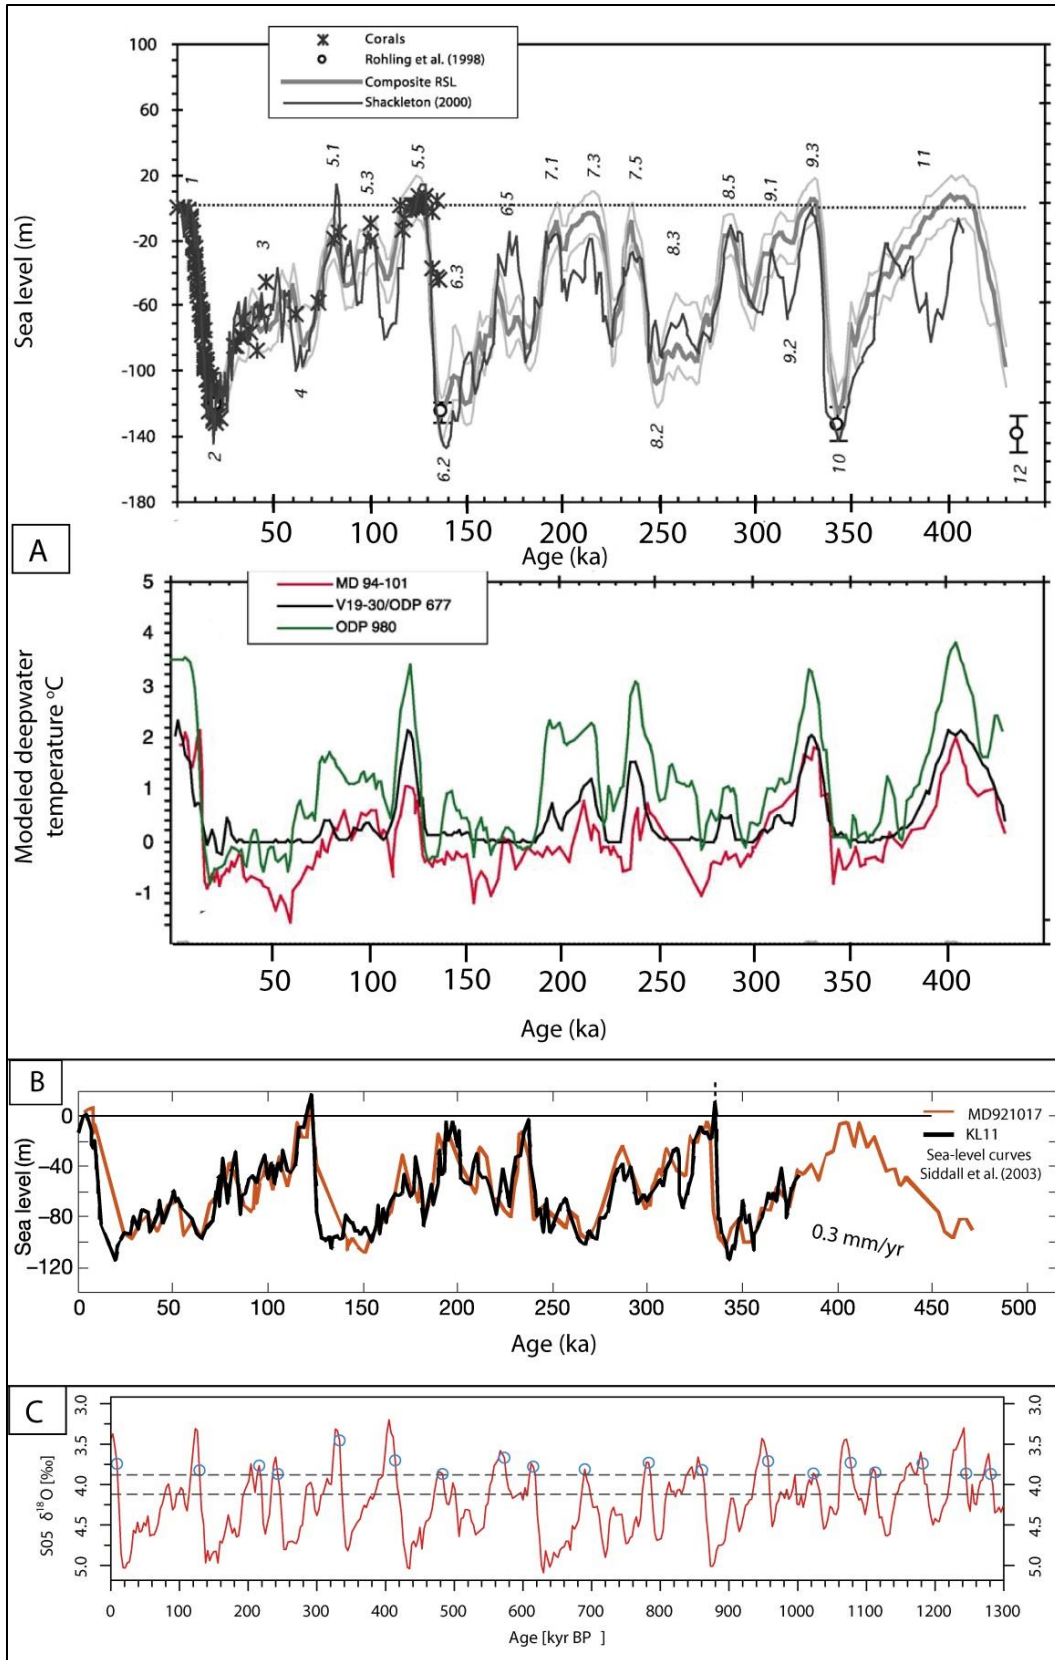 Corals
Rohling et al. (1998)
Composite RSL
Shackleton (2000)
Sea level (m)
100
60
20
-20
-60
-100
-140
-180
1
2
3
4
5.1
5.3
5.5
6.2
6.3
6.5
7.1
7.3
7.5
8.2
8.3
8.5
9.1
9.2
9.3
10
11
12
50 100 150 200 250 300 350 400
Age (ka)
A
MD 94-101
V19-30/ODP 677
ODP 980
Modeled deepwater
temperature °C
5
4
3
2
1
0
-1
50 100 150 200 250 300 350 400
Age (ka)
B
Sea level (m)
0
−40
−80
−120
MD921017
KL11
Sea-level curves
Siddall et al. (2003)
0.3 mm/yr
0 50 100 150 200 250 300 350 400 450 500
Age (ka)
C
S05 δ18O [‰]
3.0
3.5
4.0
4.5
5.0
3.0
3.5
4.0
4.5
5.0
0 100 200 300 400 500 600 700 800 900 1000 1100 1200 1300
Age [kyr BP ]